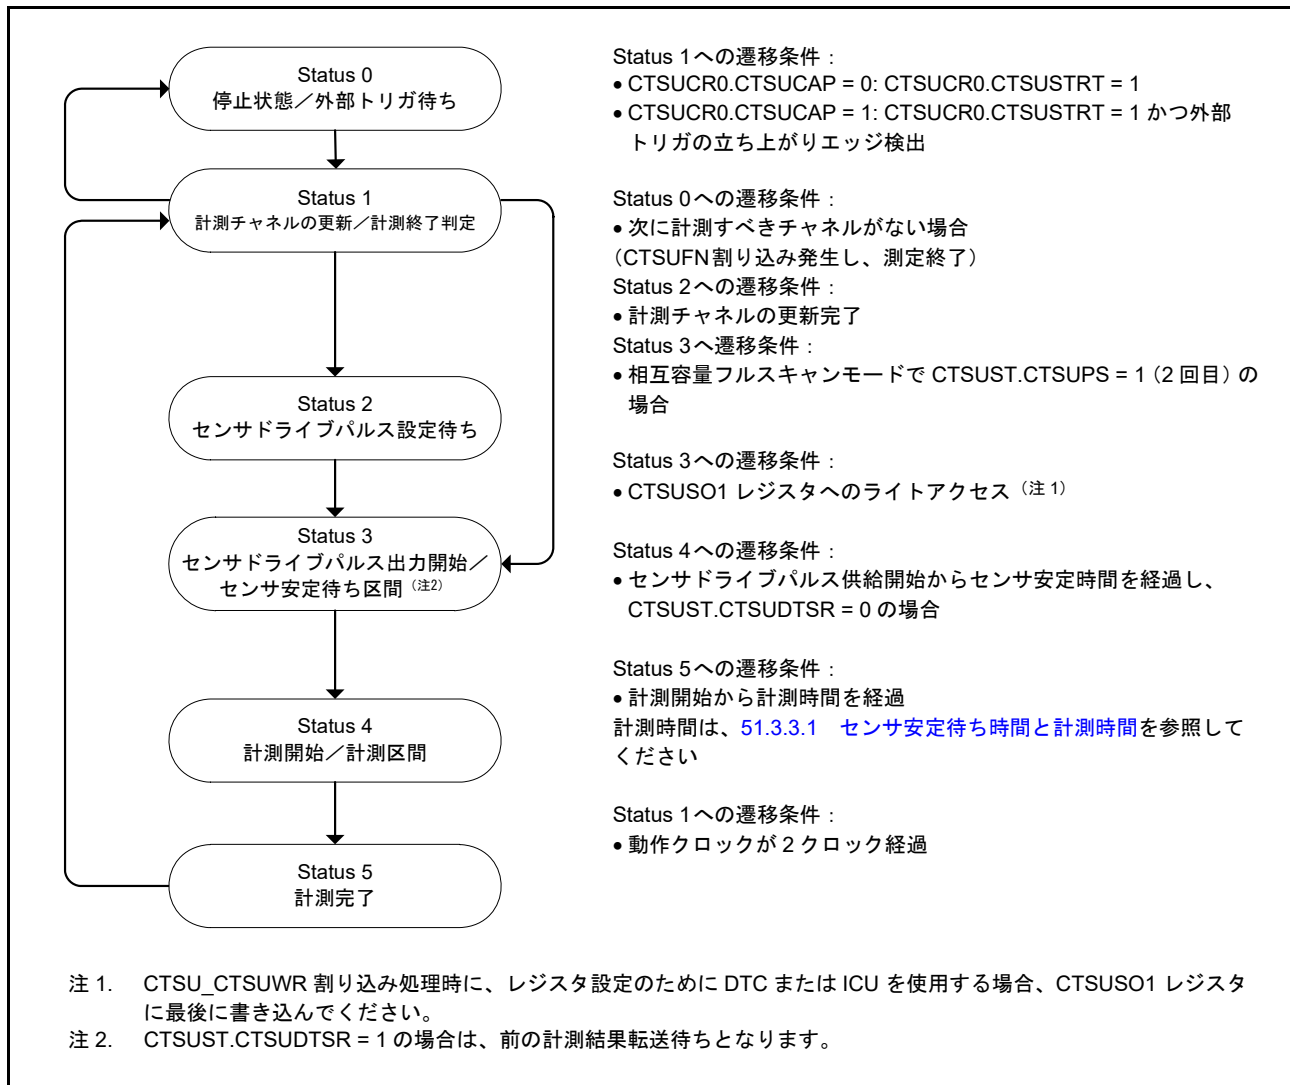 Status 0
停止状態／外部トリガ待ち
Status 1への遷移条件：
• CTSUCR0.CTSUCAP = 0: CTSUCR0.CTSUSTRT = 1
• CTSUCR0.CTSUCAP = 1: CTSUCR0.CTSUSTRT = 1 かつ外部
トリガの立ち上がりエッジ検出
Status 1
計測チャネルの更新／計測終了判定
Status 0への遷移条件：
• 次に計測すべきチャネルがない場合
（CTSUFN割り込み発生し、測定終了）
Status 2への遷移条件：
• 計測チャネルの更新完了
Status 3へ遷移条件：
• 相互容量フルスキャンモードで CTSUST.CTSUPS = 1（2 回目）の
場合
Status 2
センサドライブパルス設定待ち
Status 3への遷移条件：
• CTSUSO1 レジスタへのライトアクセス（注 1）
Status 3
センサドライブパルス出力開始／
センサ安定待ち区間（注2）
Status 4への遷移条件：
• センサドライブパルス供給開始からセンサ安定時間を経過し、
CTSUST.CTSUDTSR = 0 の場合
Status 4
計測開始／計測区間
Status 5への遷移条件：
• 計測開始から計測時間を経過
計測時間は、51.3.3.1　センサ安定待ち時間と計測時間を参照して
ください
Status 5
計測完了
Status 1への遷移条件：
• 動作クロックが 2 クロック経過
注 1. CTSU_CTSUWR 割り込み処理時に、レジスタ設定のために DTC または ICU を使用する場合、CTSUSO1 レジスタ
に最後に書き込んでください。
注 2. CTSUST.CTSUDTSR = 1 の場合は、前の計測結果転送待ちとなります。